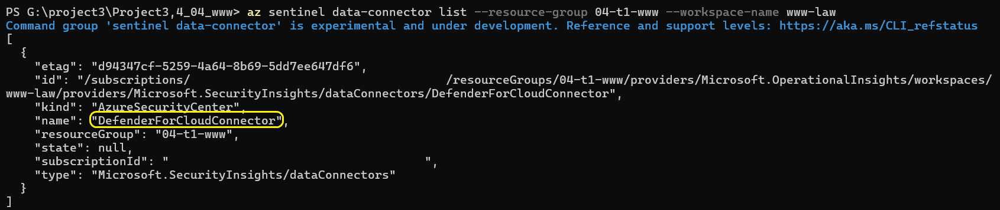 PS G:\project3\Project3,4_04_www> az sentinel data-connector list --resource-group 04-t1-www --workspace-name www-law
Command group 'sentinel data-connector' is experimental and under development. Reference and support levels: https://aka.ms/CLI_refstatus
[
  {
    "etag": "d94347cf-5259-4a64-8b69-5dd7ee647df6",
    "id": "/subscriptions/                                    /resourceGroups/04-t1-www/providers/Microsoft.OperationalInsights/workspaces/
www-law/providers/Microsoft.SecurityInsights/dataConnectors/DefenderForCloudConnector",
    "kind": "AzureSecurityCenter",
    "name": "DefenderForCloudConnector",
    "resourceGroup": "04-t1-www",
    "state": null,
    "subscriptionId": "                                    ",
    "type": "Microsoft.SecurityInsights/dataConnectors"
  }
]